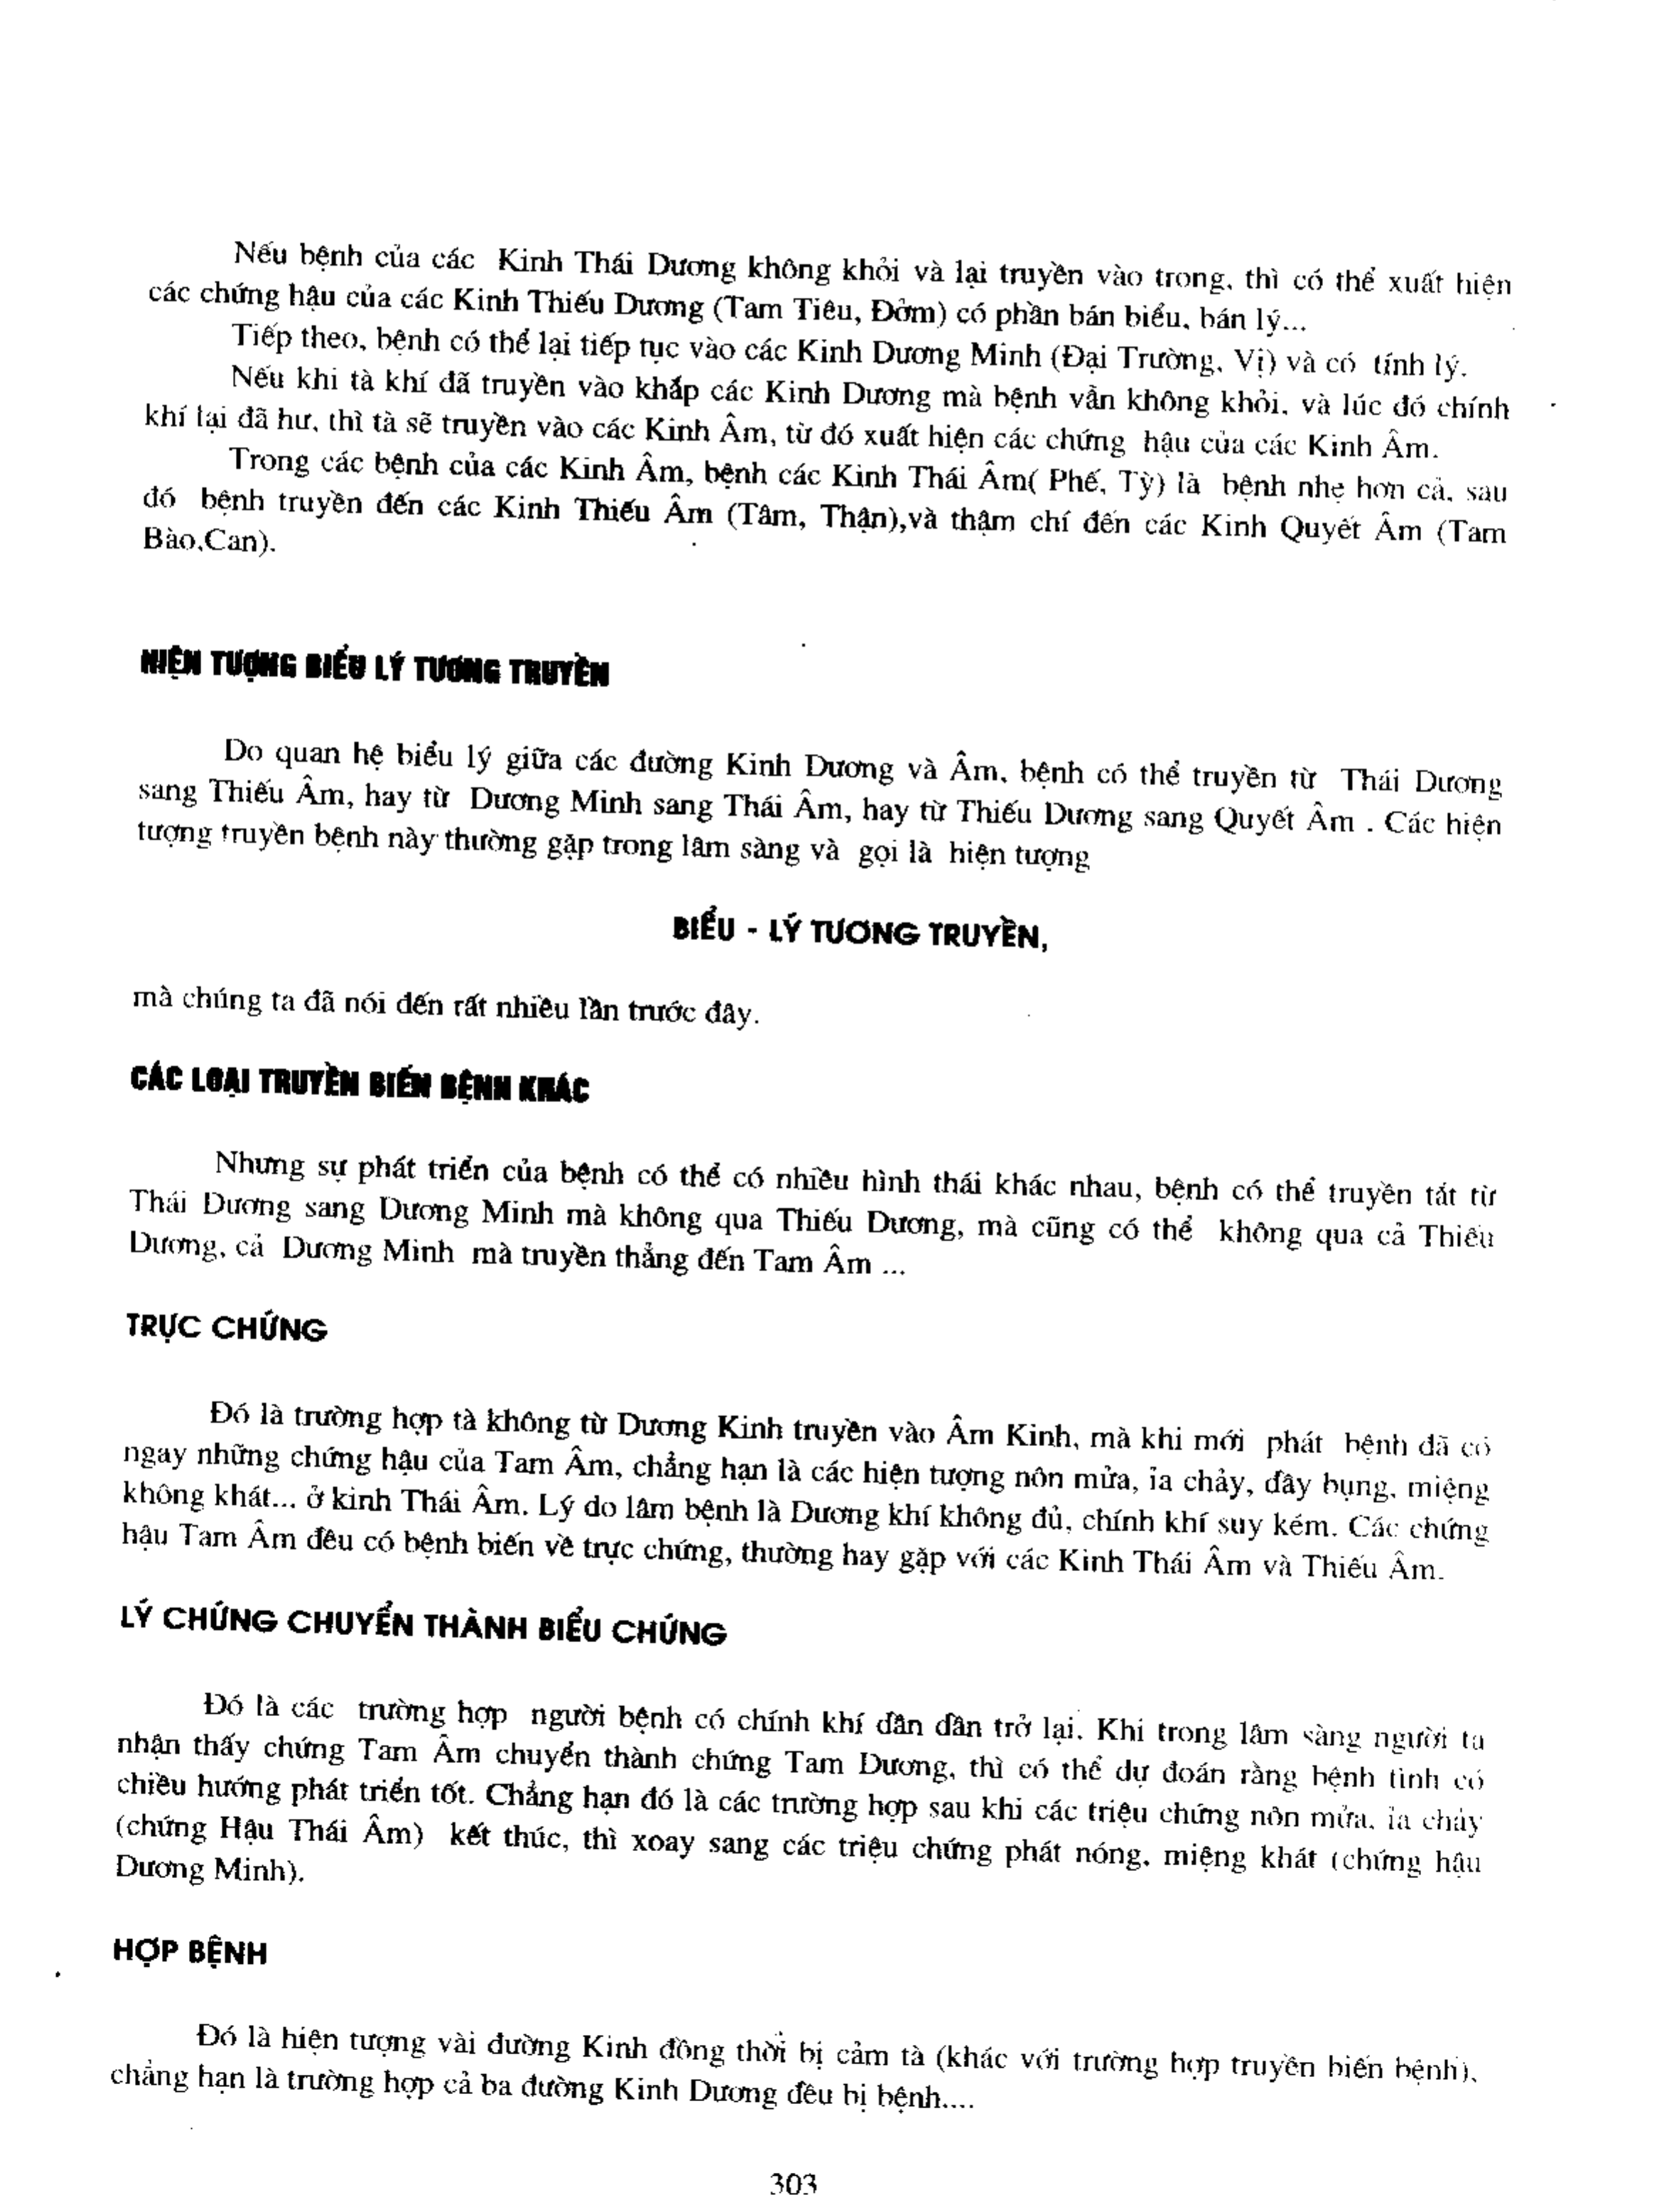 Nếu bệnh của các Kinh Thái Dương không khỏi và lại truyền vào trong, thì có thể xuất hiện
các chứng hậu của các Kinh Thiếu Dương (Tam Tiêu, Đởm) có phần bán biểu, bán lý...
Tiếp theo, bệnh có thể lại tiếp tục vào các Kinh Dương Minh (Đại Trường, Vị) và có tính lý.
Nếu khi tà khí đã truyền vào khắp các Kinh Dương mà bệnh vẫn không khỏi, và lúc đó chính
khí lại đã hư, thì tà sẽ truyền vào các Kinh Âm, từ đó xuất hiện các chứng hậu của các Kinh Âm.
Trong các bệnh của các Kinh Âm, bệnh các Kinh Thái Âm( Phế, Tỳ) là bệnh nhẹ hơn cả, sau
đó bệnh truyền đến các Kinh Thiếu Âm (Tâm, Thận),và thậm chí đến các Kinh Quyết Âm (Tam
Bào,Can).
HIỆN TƯỢNG BIỂU LÝ TƯƠNG TRUYỀN
Do quan hệ biểu lý giữa các đường Kinh Dương và Âm, bệnh có thể truyền từ Thái Dương
sang Thiếu Âm, hay từ Dương Minh sang Thái Âm, hay từ Thiếu Dương sang Quyết Âm . Các hiện
tượng truyền bệnh này thường gặp trong lâm sàng và gọi là hiện tượng
BIỂU - LÝ TƯƠNG TRUYỀN,
mà chúng ta đã nói đến rất nhiều lần trước đây.
CÁC LOẠI TRUYỀN BIẾN BỆNH KHÁC
Nhưng sự phát triển của bệnh có thể có nhiều hình thái khác nhau, bệnh có thể truyền tắt từ
Thái Dương sang Dương Minh mà không qua Thiếu Dương, mà cũng có thể không qua cả Thiếu
Dương, cả Dương Minh mà truyền thẳng đến Tam Âm ...
TRỰC CHỨNG
Đó là trường hợp tà không từ Dương Kinh truyền vào Âm Kinh, mà khi mới phát bệnh đã có
ngay những chứng hậu của Tam Âm, chẳng hạn là các hiện tượng nôn mửa, ỉa chảy, đầy bụng, miệng
không khát... ở kinh Thái Âm. Lý do lâm bệnh là Dương khí không đủ, chính khí suy kém. Các chứng
hậu Tam Âm đều có bệnh biến về trực chứng, thường hay gặp với các Kinh Thái Âm và Thiếu Âm.
LÝ CHỨNG CHUYỂN THÀNH BIỂU CHỨNG
Đó là các trường hợp người bệnh có chính khí dần dần trở lại. Khi trong lâm sàng người ta
nhận thấy chứng Tam Âm chuyển thành chứng Tam Dương, thì có thể dự đoán rằng bệnh tình có
chiều hướng phát triển tốt. Chẳng hạn đó là các trường hợp sau khi các triệu chứng nôn mửa, ỉa chảy
(chứng Hậu Thái Âm) kết thúc, thì xoay sang các triệu chứng phát nóng, miệng khát (chứng hậu
Dương Minh).
HỢP BỆNH
Đó là hiện tượng vài đường Kinh đồng thời bị cảm tà (khác với trường hợp truyền biến bệnh),
chẳng hạn là trường hợp cả ba đường Kinh Dương đều bị bệnh....
303